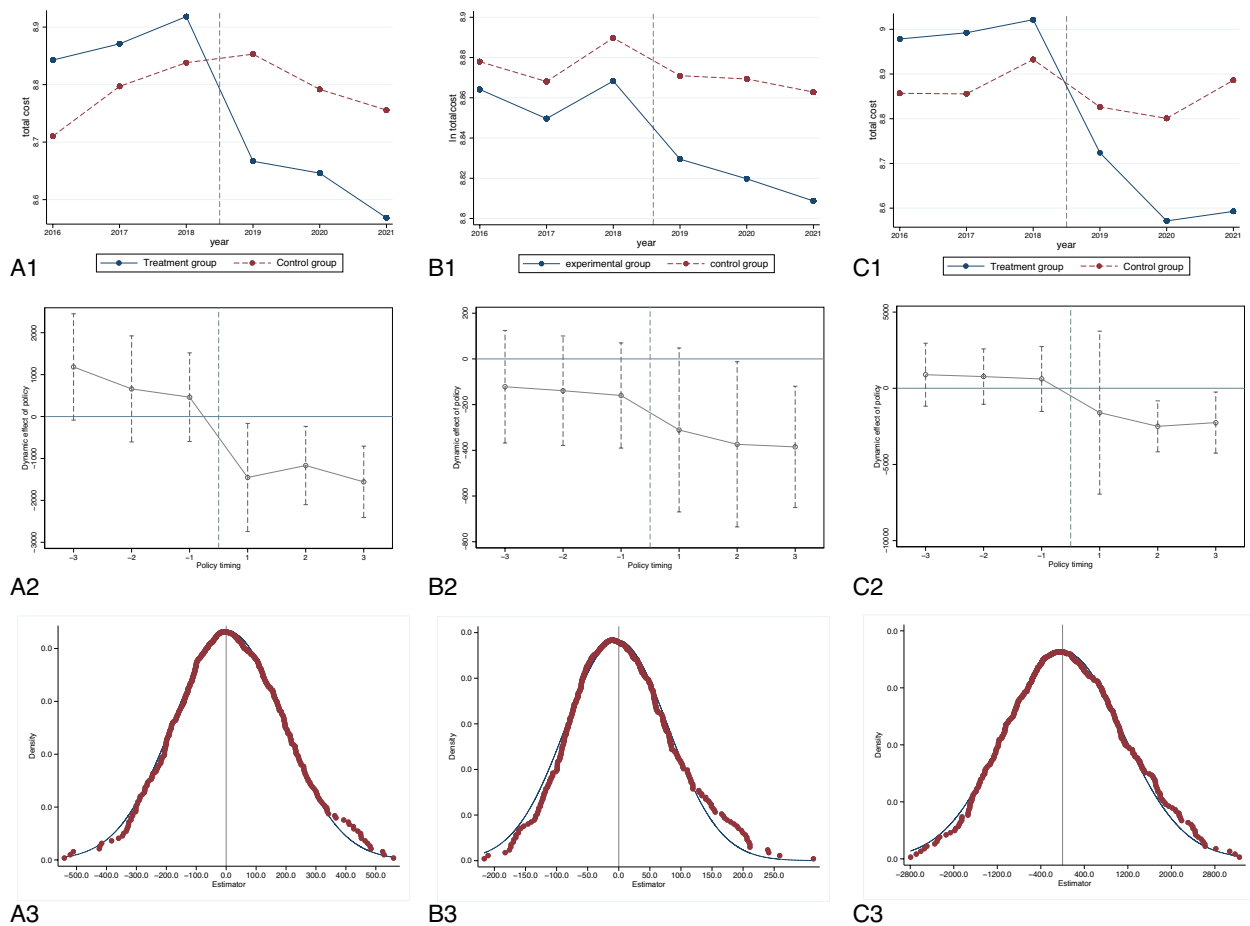 total cost
8.9
8.8
8.7
8.6
2016 2017 2018 2019 2020 2021
year
Treatment group Control group
A1
ln totalcost
8.9
8.88
8.86
8.84
8.82
8.8
2016 2017 2018 2019 2020 2021
year
experimental group control group
B1
total cost
9
8.9
8.8
8.7
8.6
2016 2017 2018 2019 2020 2021
year
Treatment group Control group
C1
Dynamic effect of policy
2000
1000
0
−1000
−2000
−3000
−3 −2 −1 1 2 3
Policy timing
A2
Dynamic effect of policy
200
0
−200
−400
−600
−800
−3 −2 −1 1 2 3
Policy timing
B2
Dynamic effect of policy
5000
0
−5000
−10000
−3 −2 −1 1 2 3
Policy timing
C2
Density
0.0
0.0
0.0
0.0
0.0
−500.0 −400.0 −300.0 −200.0 −100.0 0.0 100.0 200.0 300.0 400.0 500.0
Estimator
A3
Density
0.0
0.0
0.0
0.0
0.0
0.0
−200.0 −150.0 −100.0 −50.0 0.0 50.0 100.0 150.0 200.0 250.0
Estimator
B3
Density
0.0
0.0
0.0
0.0
0.0
−2800.0 −2000.0 −1200.0 −400.0 400.0 1200.0 2000.0 2800.0
Estimator
C3